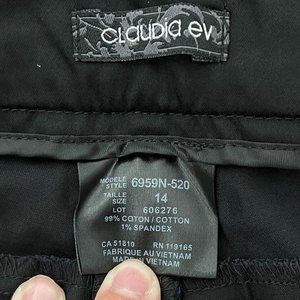 CLAUDIA EV
MODELE
STYLE 6959N-520
TAILLE
SIZE 14
LOT 606276
99% COTON / COTTON
1% SPANDEX
CA 51810 RN 119165
FABRIQUE AU VIETNAM
MADE IN VIETNAM